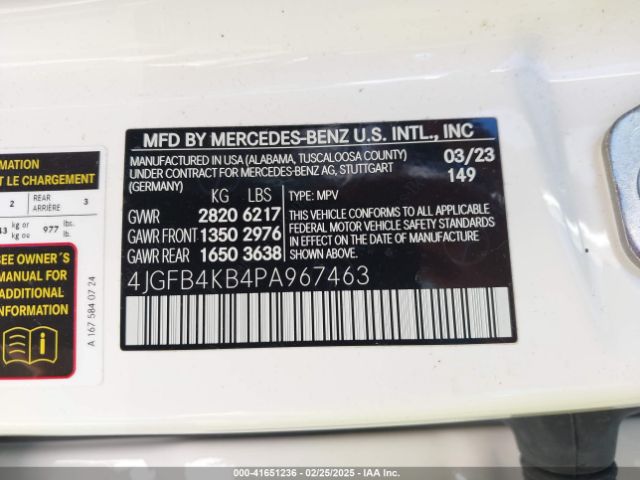 MFD BY MERCEDES-BENZ U.S. INTL., INC
MANUFACTURED IN USA (ALABAMA, TUSCALOOSA COUNTY) 03/23
UNDER CONTRACT FOR MERCEDES-BENZ AG, STUTTGART 149
(GERMANY)
KG LBS TYPE: MPV
GVWR 2820 6217
GAWR FRONT 1350 2976
GAWR REAR 1650 3638
THIS VEHICLE CONFORMS TO ALL APPLICABLE
FEDERAL MOTOR VEHICLE SAFETY STANDARDS
IN EFFECT ON THE DATE OF MANUFACTURE
SHOWN ABOVE.
4JGFB4KB4PA967463
ET LE CHARGEMENT
2 REAR 3
ARRIÈRE
kg or 977 lbs.
kg ou lb.
OWNER'S
MANUAL FOR
ADDITIONAL
INFORMATION
A 167 584 07 24
000-41651236 - 02/25/2025 - IAA Inc.